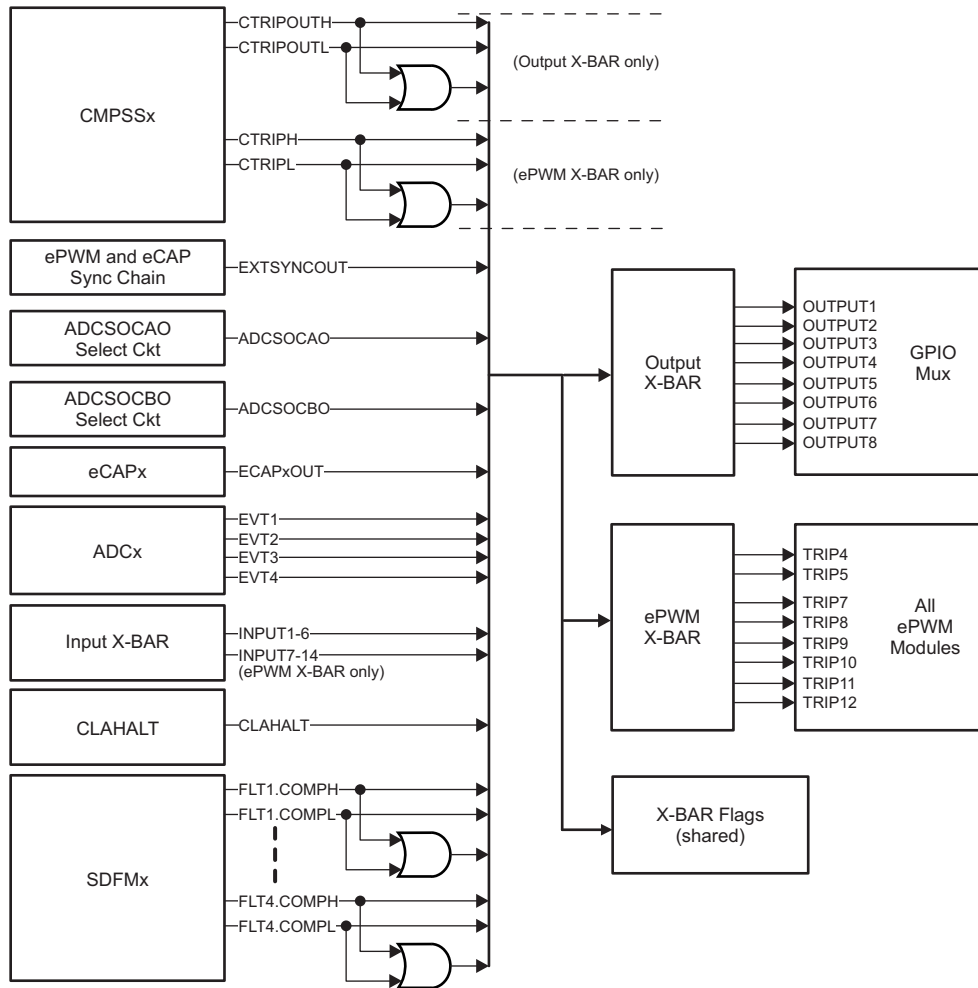 CMPSSx
CTRIPOUTH
CTRIPOUTL
(Output X-BAR only)
CTRIPH
CTRIPL
(ePWM X-BAR only)
ePWM and eCAP
Sync Chain
EXTSYNCOUT
ADCSOCAO
Select Ckt
ADCSOCAO
ADCSOCBO
Select Ckt
ADCSOCBO
eCAPx
ECAPxOUT
ADCx
EVT1
EVT2
EVT3
EVT4
Input X-BAR
INPUT1-6
INPUT7-14
(ePWM X-BAR only)
CLAHALT
CLAHALT
SDFMx
FLT1.COMPH
FLT1.COMPL
FLT4.COMPH
FLT4.COMPL
Output
X-BAR
OUTPUT1
OUTPUT2
OUTPUT3
OUTPUT4
OUTPUT5
OUTPUT6
OUTPUT7
OUTPUT8
GPIO
Mux
ePWM
X-BAR
TRIP4
TRIP5
TRIP7
TRIP8
TRIP9
TRIP10
TRIP11
TRIP12
All
ePWM
Modules
X-BAR Flags
(shared)